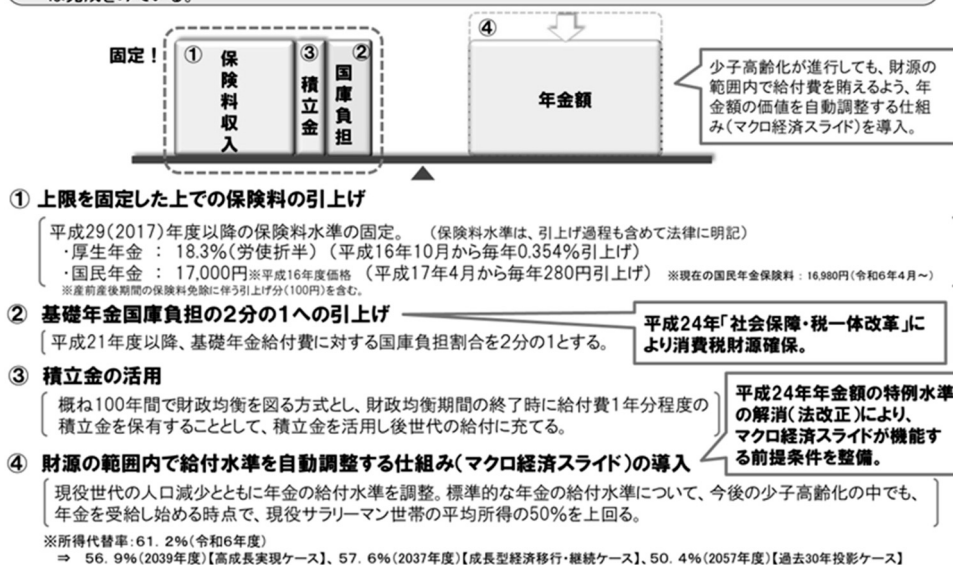 固定！
① 保険料収入
③ 積立金
② 国庫負担
④
年金額
少子高齢化が進行しても、財源の
範囲内で給付費を賄えるよう、年
金額の価値を自動調整する仕組
み（マクロ経済スライド）を導入。
① 上限を固定した上での保険料の引上げ
平成29(2017)年度以降の保険料水準の固定。 （保険料水準は、引上げ過程も含めて法律に明記）
・厚生年金 ： 18.3%(労使折半) （平成16年10月から毎年0.354%引上げ）
・国民年金 ： 17,000円※平成16年度価格 （平成17年4月から毎年280円引上げ） ※現在の国民年金保険料：16,980円(令和6年4月～)
※産前産後期間の保険料免除に伴う引上げ分(100円)を含む。
② 基礎年金国庫負担の2分の1への引上げ
平成21年度以降、基礎年金給付費に対する国庫負担割合を2分の1とする。
平成24年「社会保障・税一体改革」に
より消費税財源確保。
③ 積立金の活用
概ね100年間で財政均衡を図る方式とし、財政均衡期間の終了時に給付費1年分程度の
積立金を保有することとして、積立金を活用し後世代の給付に充てる。
平成24年年金額の特例水準
の解消（法改正）により、
マクロ経済スライドが機能す
る前提条件を整備。
④ 財源の範囲内で給付水準を自動調整する仕組み（マクロ経済スライド）の導入
現役世代の人口減少とともに年金の給付水準を調整。標準的な年金の給付水準について、今後の少子高齢化の中でも、
年金を受給し始める時点で、現役サラリーマン世帯の平均所得の50%を上回る。
※所得代替率：61．2%(令和6年度)
⇒ 56．9%(2039年度)【高成長実現ケース】、57．6%(2037年度)【成長型経済移行・継続ケース】、50．4%(2057年度)【過去30年投影ケース】